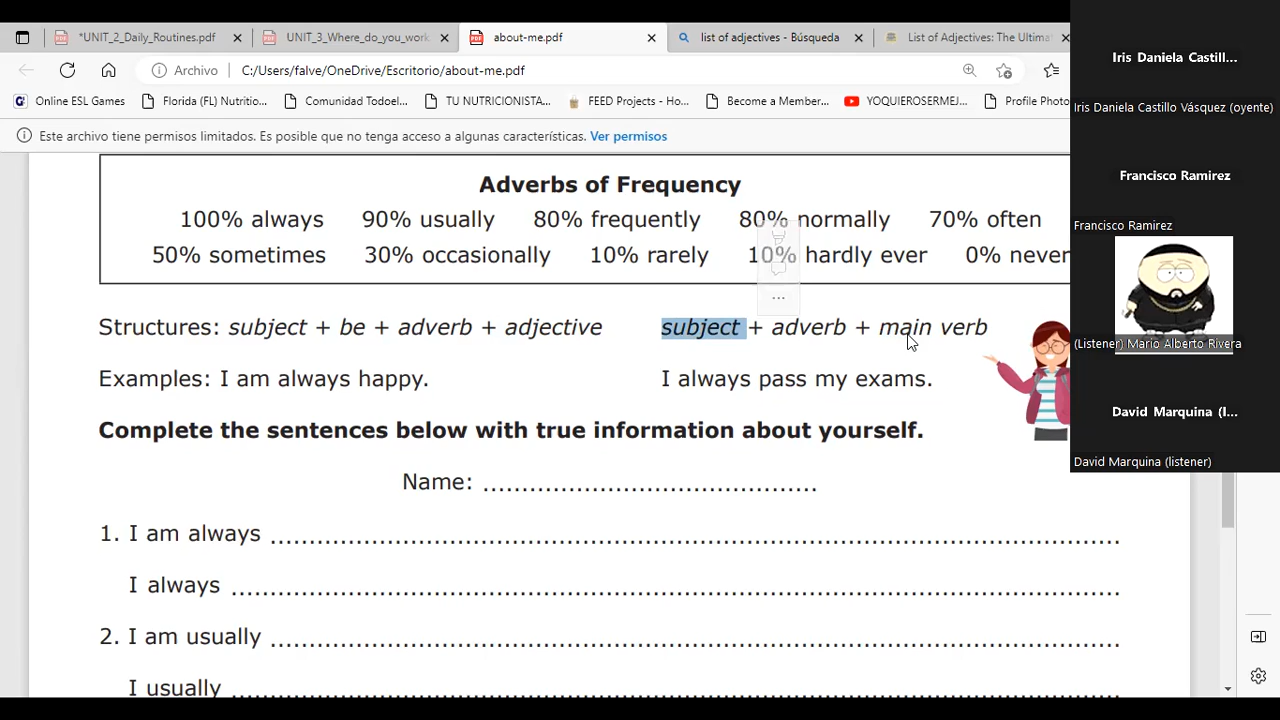 *UNIT_2_Daily_Routines.pdf
UNIT_3_Where_do_you_work
about-me.pdf
list of adjectives - Búsqueda
List of Adjectives: The Ultima
Archivo C:/Users/falve/OneDrive/Escritorio/about-me.pdf
Online ESL Games
Florida (FL) Nutritio...
Comunidad Todoel...
TU NUTRICIONISTA...
FEED Projects - Ho...
Become a Member...
YOQUIEROSERMEJ...
Profile Photo
Este archivo tiene permisos limitados. Es posible que no tenga acceso a algunas características. Ver permisos
Adverbs of Frequency
100% always 90% usually 80% frequently 80% normally 70% often
50% sometimes 30% occasionally 10% rarely 10% hardly ever 0% never
Structures: subject + be + adverb + adjective subject + adverb + main verb
Examples: I am always happy. I always pass my exams.
Complete the sentences below with true information about yourself.
Name: ........................................
1. I am always ........................................
I always ........................................
2. I am usually ........................................
I usually ........................................
Iris Daniela Castill...
Iris Daniela Castillo Vásquez (oyente)
Francisco Ramirez
Francisco Ramirez
(Listener) Mario Alberto Rivera
David Marquina (l...
David Marquina (listener)